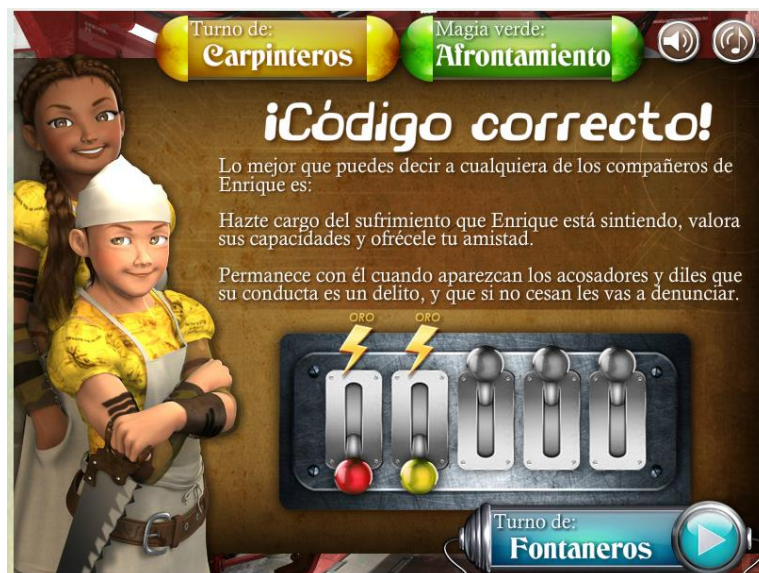 Turno de:
Carpinteros
Magia verde:
Afrontamiento
¡Código correcto!
Lo mejor que puedes decir a cualquiera de los compañeros de
Enrique es:
Hazte cargo del sufrimiento que Enrique está sintiendo, valora
sus capacidades y ofrécele tu amistad.
Permanece con él cuando aparezcan los acosadores y diles que
su conducta es un delito, y que si no cesan les vas a denunciar.
ORO
ORO
Turno de:
Fontaneros